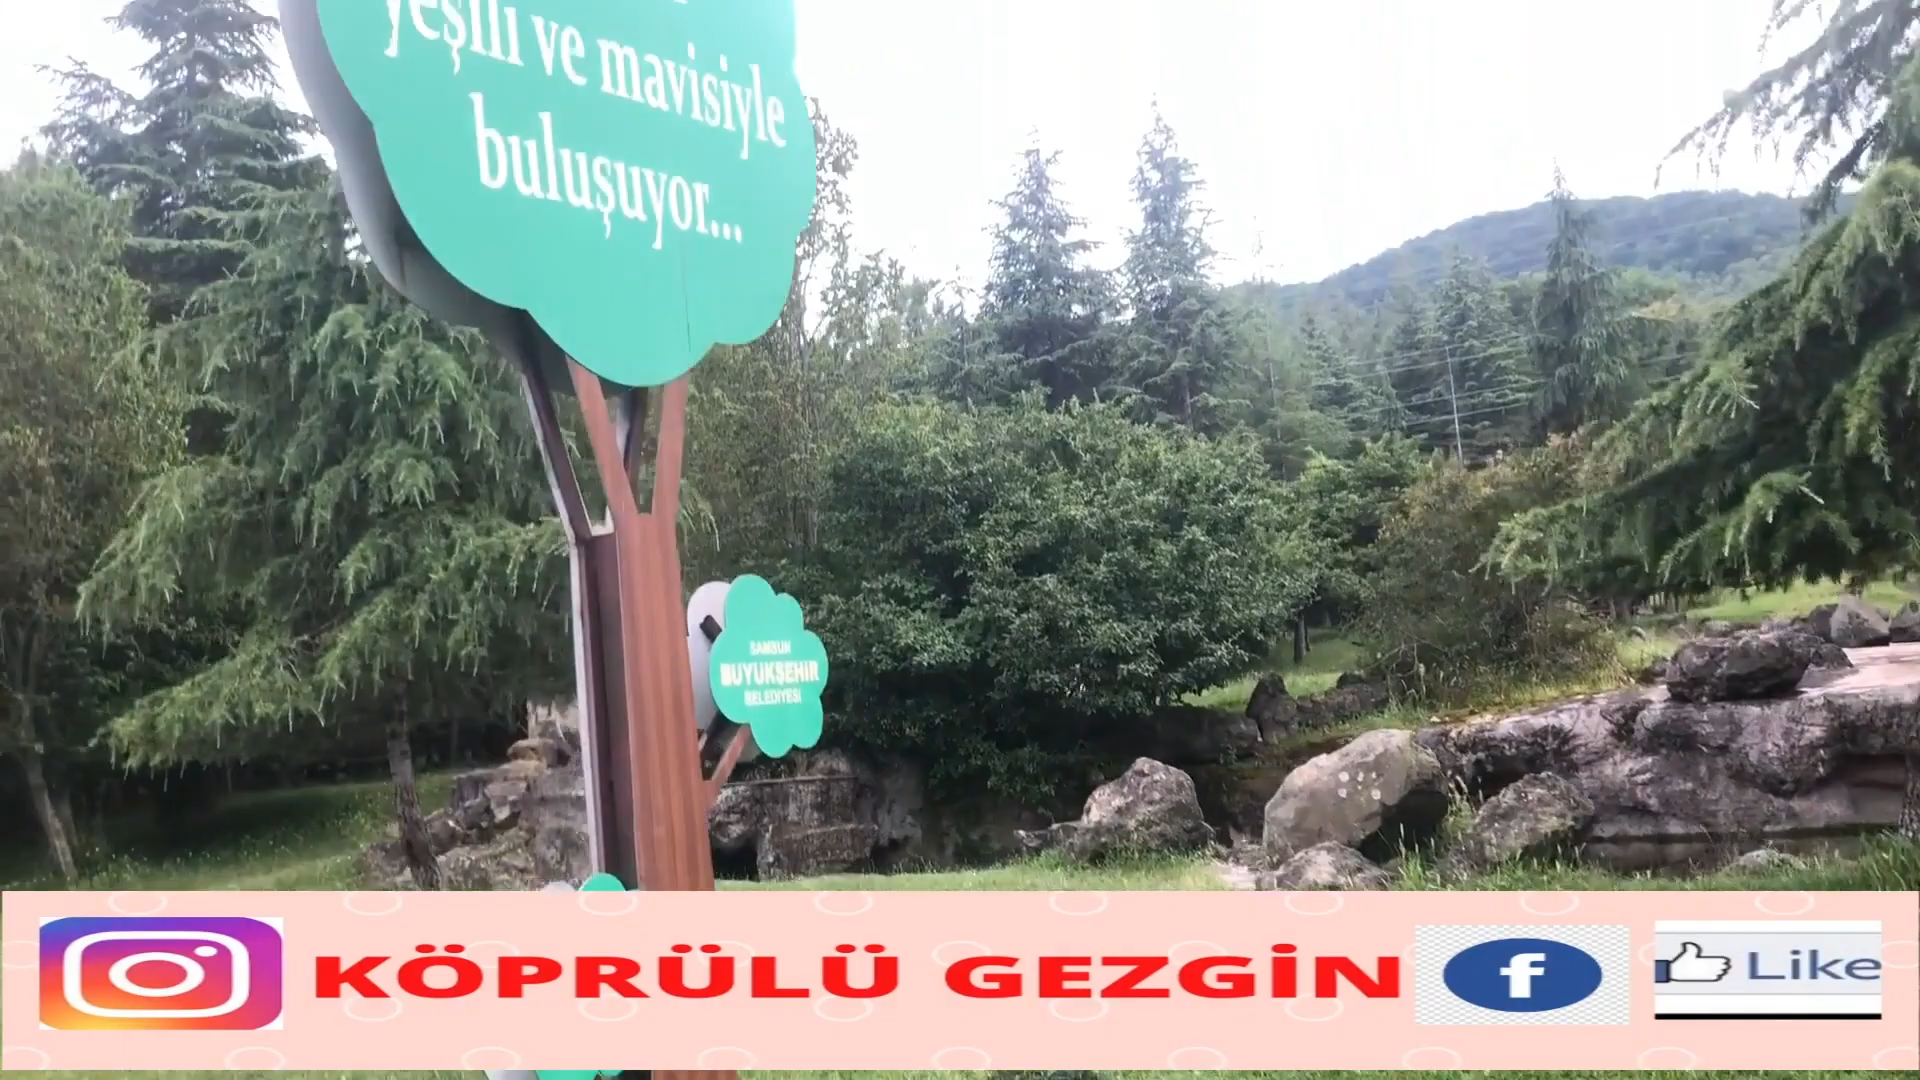 yeşili ve mavisiyle
buluşuyor...
SAMSUN
BÜYÜKŞEHİR
BELEDİYESİ
KÖPRÜLÜ GEZGİN
f
Like